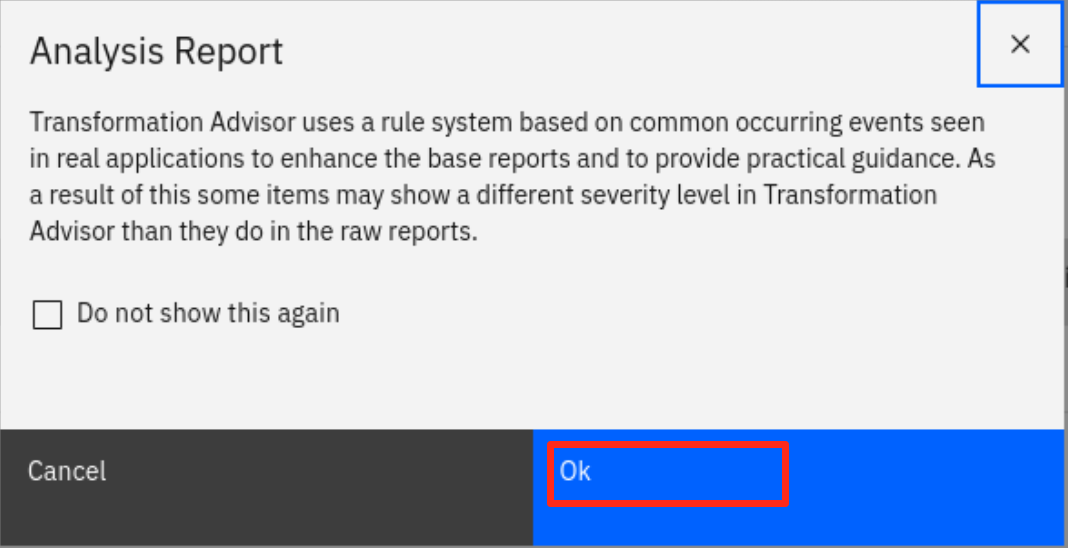 Analysis Report
Transformation Advisor uses a rule system based on common occurring events seen
in real applications to enhance the base reports and to provide practical guidance. As
a result of this some items may show a different severity level in Transformation
Advisor than they do in the raw reports.
Do not show this again
Cancel
Ok